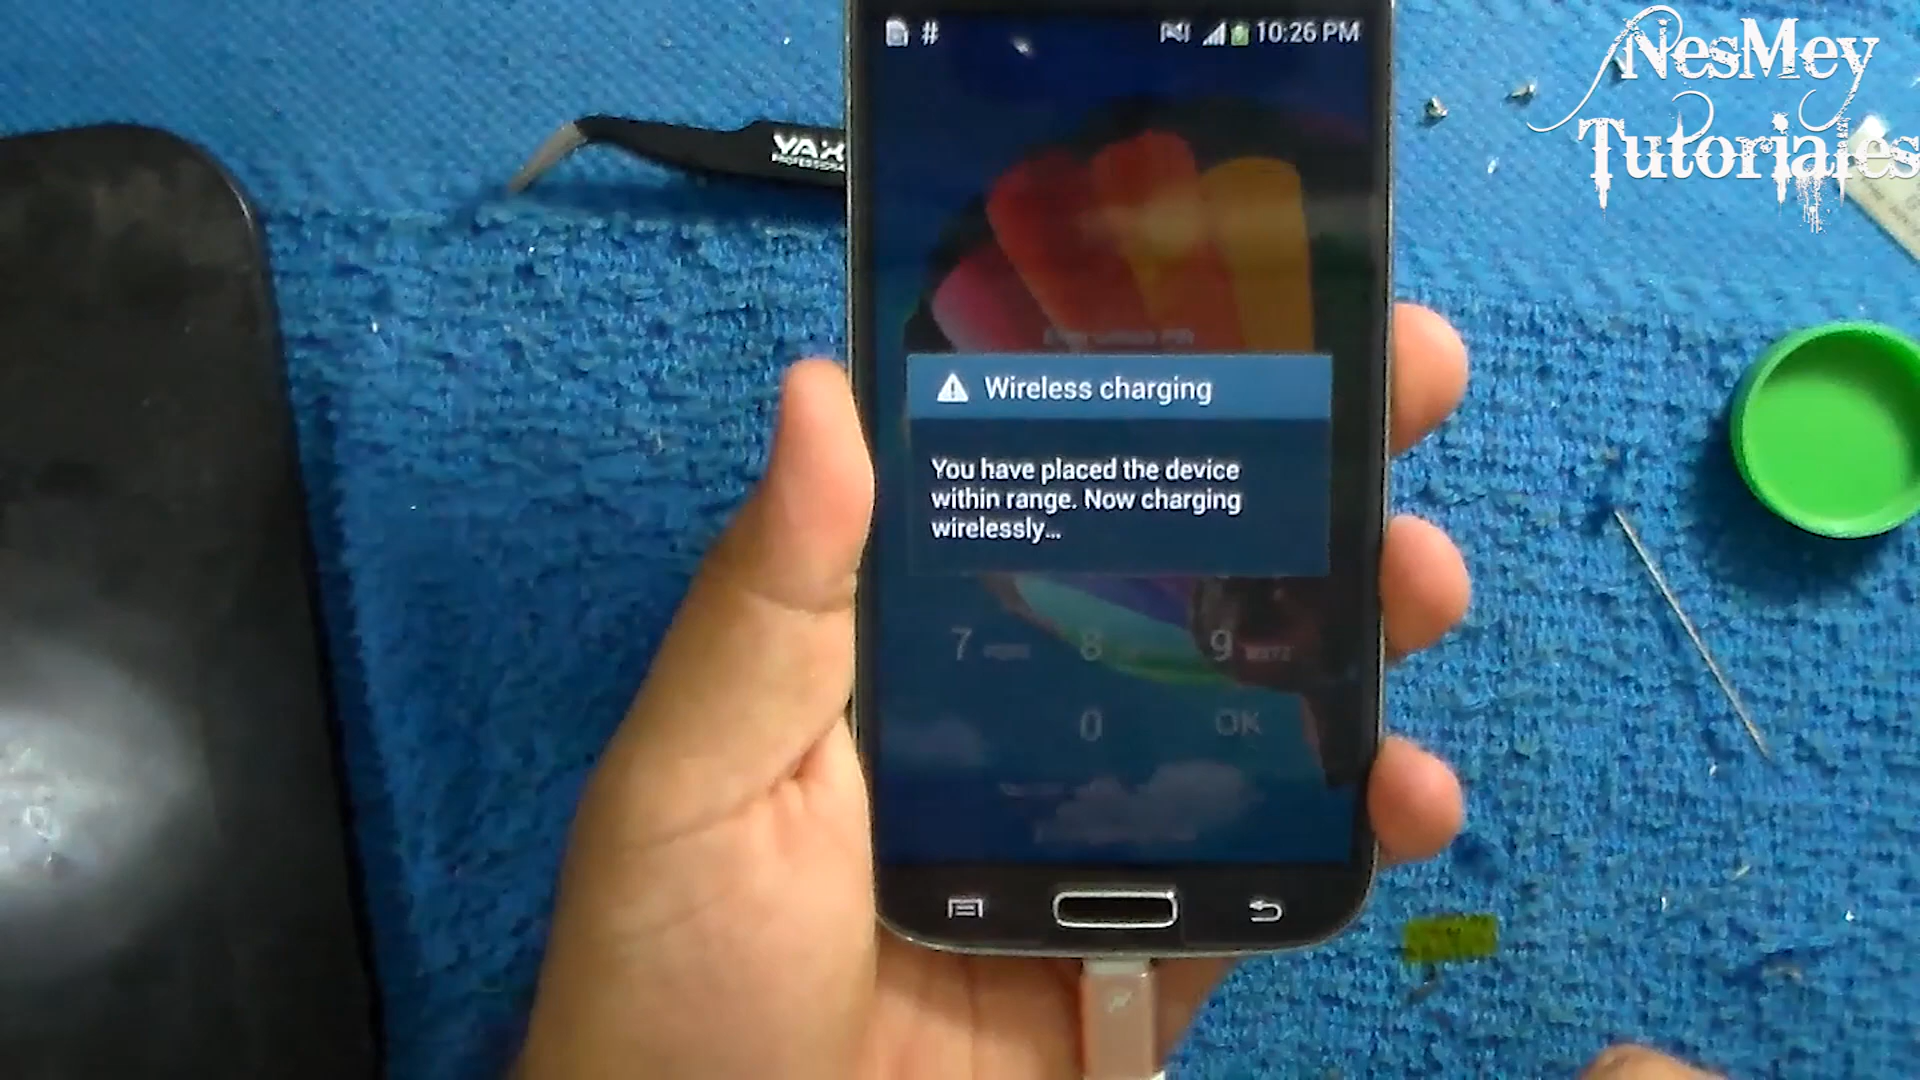 # 10:26 PM
NesMey
Tutoriales
Wireless charging
You have placed the device
within range. Now charging
wirelessly...
7 8 9 WXYZ
0 OK